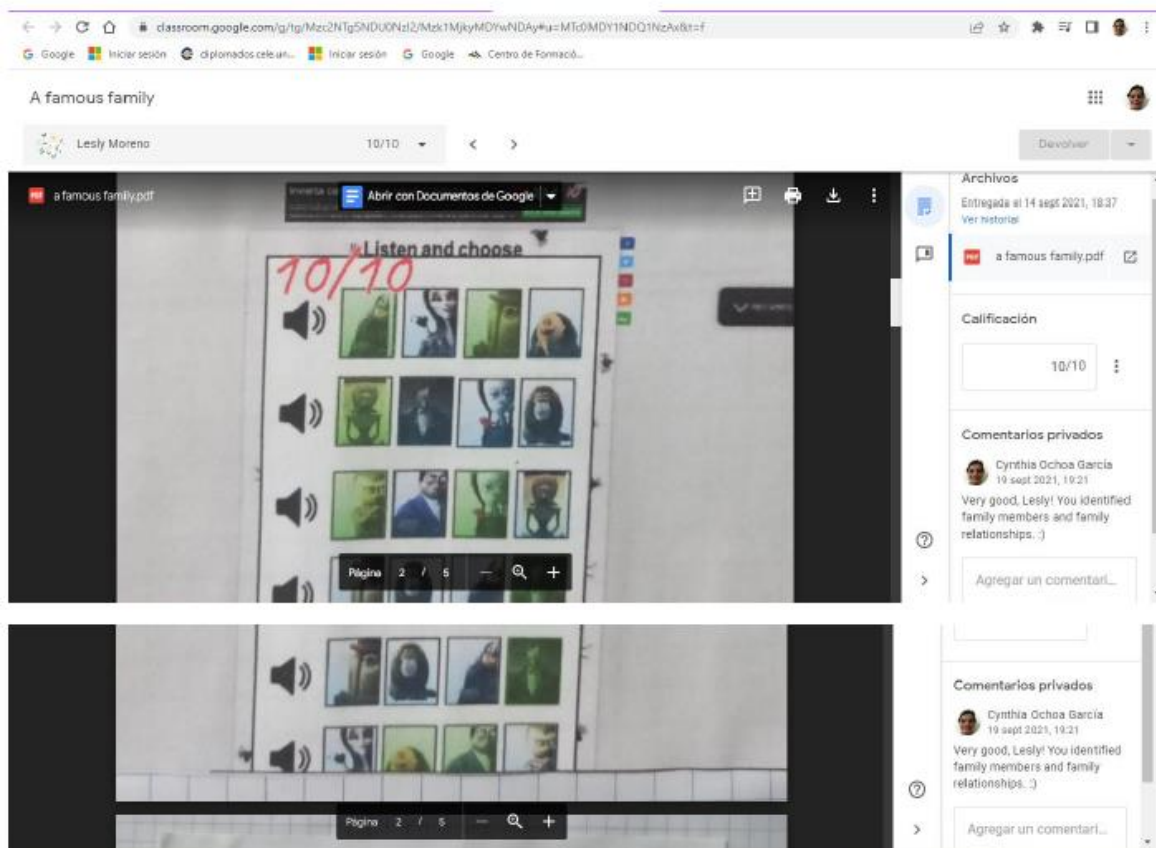 classroom.google.com/g/tg/Mzc2NTg5NDU0NzI2/Mzk1MjkyMDYwNDAy#u=MTc0MDY1NDQ1NzAx&t=f
Google Iniciar sesión diplomados.cele.un... Iniciar sesión Google Centro de Formació...
A famous family
Lesly Moreno 10/10
Devolver
PDF a famous family.pdf
Abrir con Documentos de Google
Listen and choose
10/10
Página 2 / 5
Archivos
Entregada el 14 sept 2021, 18:37
Ver historial
PDF a famous family.pdf
Calificación
10/10
Comentarios privados
Cynthia Ochoa García
19 sept 2021, 19:21
Very good, Lesly! You identified
family members and family
relationships. :)
Agregar un comentari...
Página 2 / 5
Comentarios privados
Cynthia Ochoa García
19 sept 2021, 19:21
Very good, Lesly! You identified
family members and family
relationships. :)
Agregar un comentari...